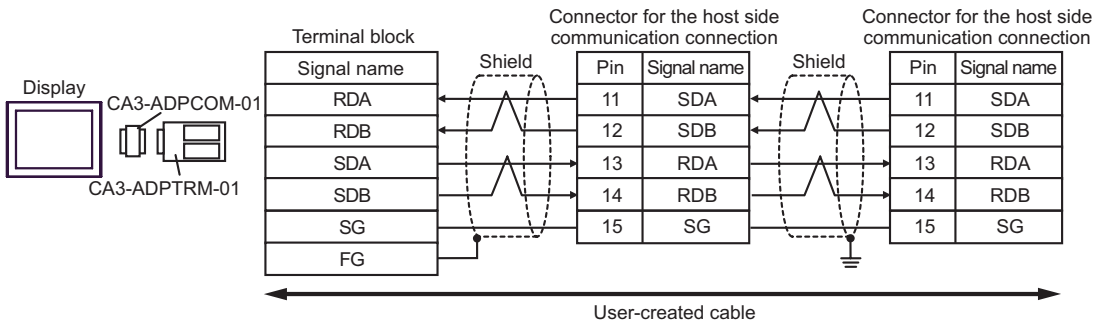 Display
CA3-ADPCOM-01
CA3-ADPTRM-01
Terminal block
Signal name
RDA
RDB
SDA
SDB
SG
FG
Shield
Connector for the host side
communication connection
Pin Signal name
11 SDA
12 SDB
13 RDA
14 RDB
15 SG
Shield
Connector for the host side
communication connection
Pin Signal name
11 SDA
12 SDB
13 RDA
14 RDB
15 SG
User-created cable